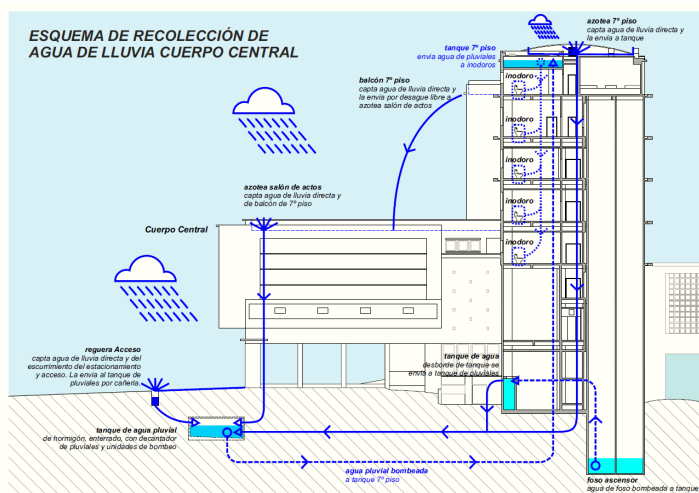 ESQUEMA DE RECOLECCIÓN DE
AGUA DE LLUVIA CUERPO CENTRAL
azotea 7º piso
capta agua de lluvia directa y
la envía a tanque
tanque 7º piso
envía agua de pluviales
a inodoros
balcón 7º piso
capta agua de lluvia directa y
la envia por desague libre a
azotea salón de actos
inodoro
inodoro
inodoro
inodoro
inodoro
azotea salón de actos
capta agua de lluvia directa y
de balcón de 7º piso
Cuerpo Central
reguera Acceso
capta agua de lluvia directa y del
escurrimiento del estacionamiento
y acceso. La envia al tanque de
pluviales por cañería.
tanque de agua
desborde de tanque se
envía a tanque de pluviales
tanque de agua pluvial
de hormigón, enterrado, con decantador
de pluviales y unidades de bombeo
agua pluvial bombeada
a tanque 7º piso
foso ascensor
agua de foso bombeada a tanque